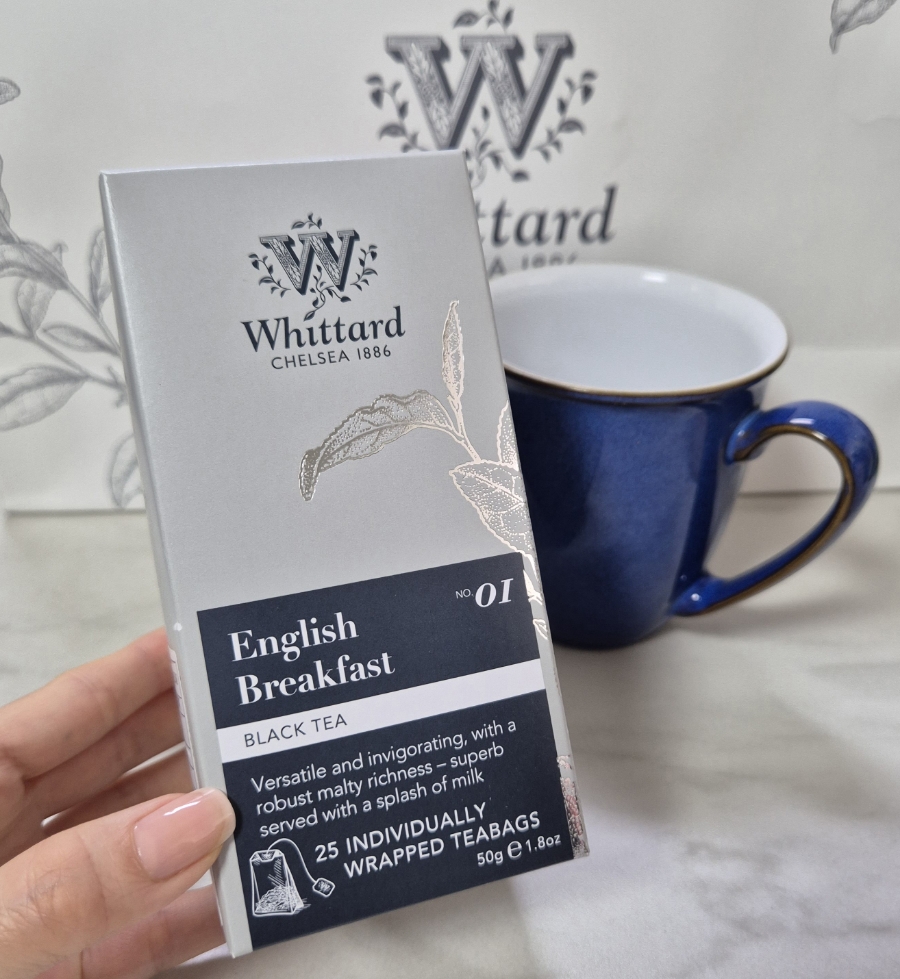 W
ttard
A 1886
W
Whittard
CHELSEA 1886
NO. 01
English
Breakfast
BLACK TEA
Versatile and invigorating, with a
robust malty richness – superb
served with a splash of milk
25 INDIVIDUALLY
WRAPPED TEABAGS
50g ℮ 1.8oz
W